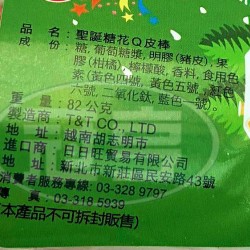 品名：聖誕糖花Q皮棒
成份：糖, 葡萄糖漿, 明膠(豬皮), 果
膠(柑橘), 檸檬酸, 香料, 食用色
素(黃色四號, 黃色五號, 紅色
六號, 二氧化鈦, 藍色一號).
重量：82公克
製造商：T&T CO., LTD
地址：越南胡志明市
進口商：日日旺貿易有限公司
地址：新北市新莊區民安路43號
消費者服務專線: 03-328 9797
傳真：03-318 5939
(本產品不可拆封販售)